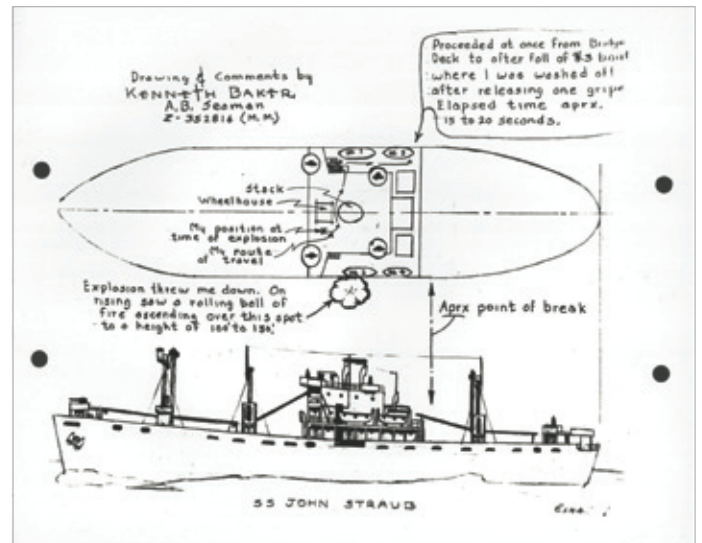 Drawing & Comments by
KENNETH BAKER
A.B. Seaman
Z-352816 (M.M.)
Proceeded at once from Bridge
Deck to after fall of #3 boat
where I was washed off
after releasing one gripe
Elapsed time aprx.
15 to 20 seconds.
Stack
Wheelhouse
My position at
time of explosion
My route
of travel
Explosion threw me down. On
rising saw a rolling ball of
fire ascending over this spot
to a height of 100' to 150'
Aprx point of break
SS JOHN STRAUB